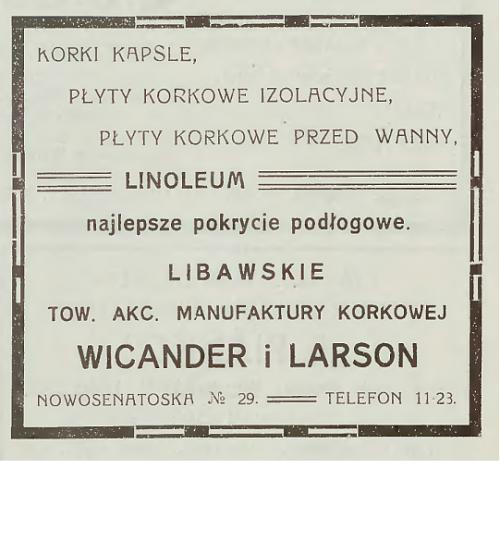 KORKI KAPSLE,
PŁYTY KORKOWE IZOLACYJNE,
PŁYTY KORKOWE PRZED WANNY,
LINOLEUM
najlepsze pokrycie podłogowe.
LIBAWSKIE
TOW. AKC. MANUFAKTURY KORKOWEJ
WICANDER i LARSON
NOWOSENATOSKA № 29. TELEFON 11-23.